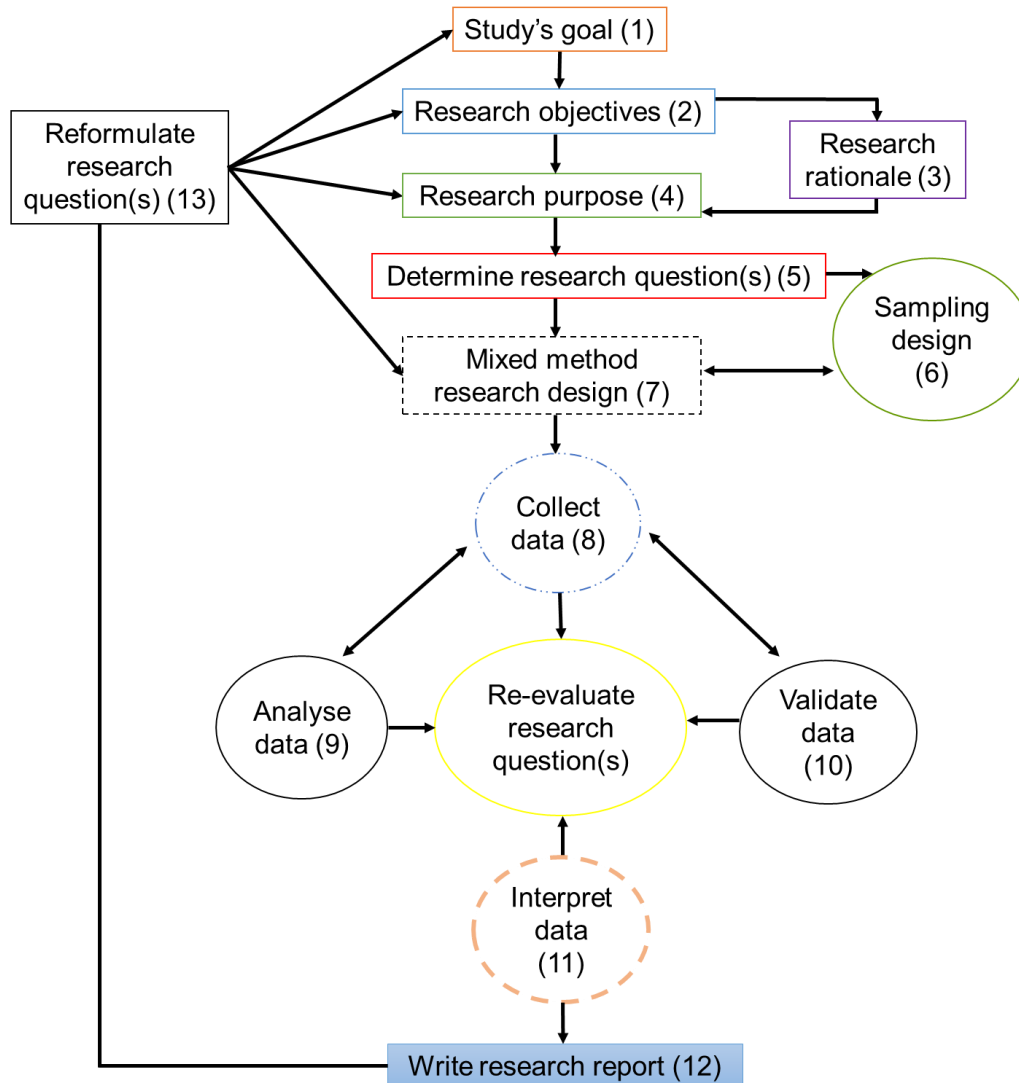 Study’s goal (1)
Research objectives (2)
Reformulate
research
question(s) (13)
Research
rationale (3)
Research purpose (4)
Determine research question(s) (5)
Sampling
design
(6)
Mixed method
research design (7)
Collect
data (8)
Analyse
data (9)
Re-evaluate
research
question(s)
Validate
data
(10)
Interpret
data
(11)
Write research report (12)